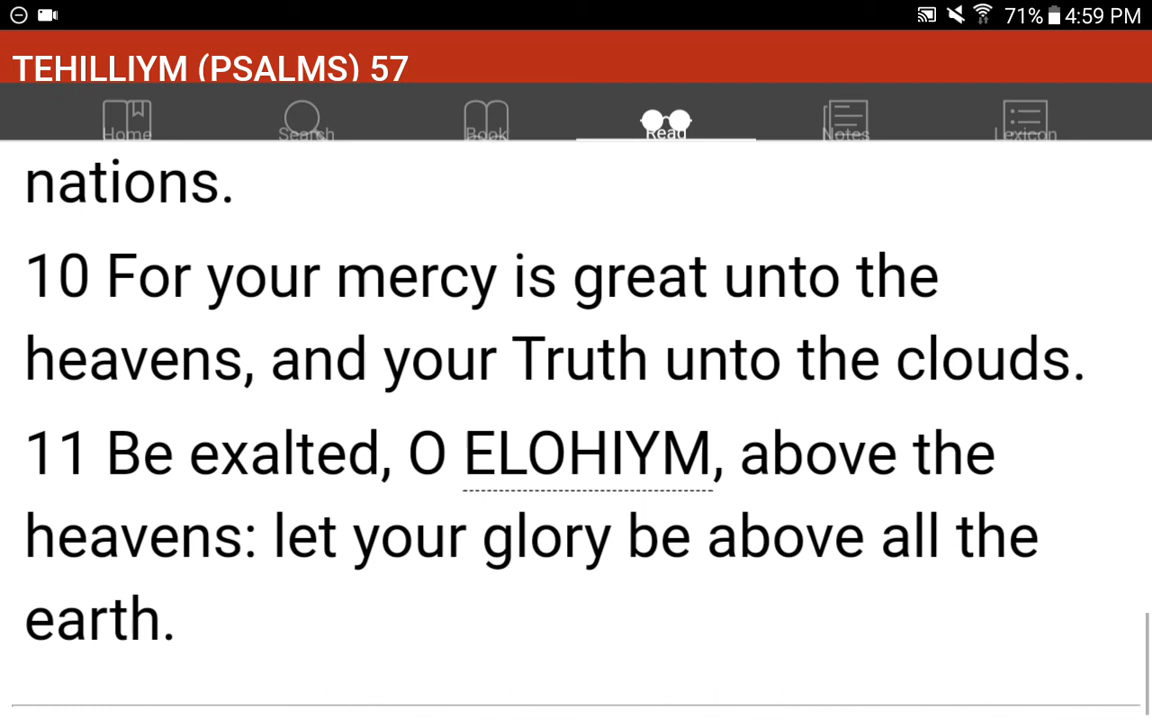 71% 4:59 PM
TEHILLIYM (PSALMS) 57
Home Search Book Read Notes Lexicon
nations.
10 For your mercy is great unto the
heavens, and your Truth unto the clouds.
11 Be exalted, O ELOHIYM, above the
heavens: let your glory be above all the
earth.